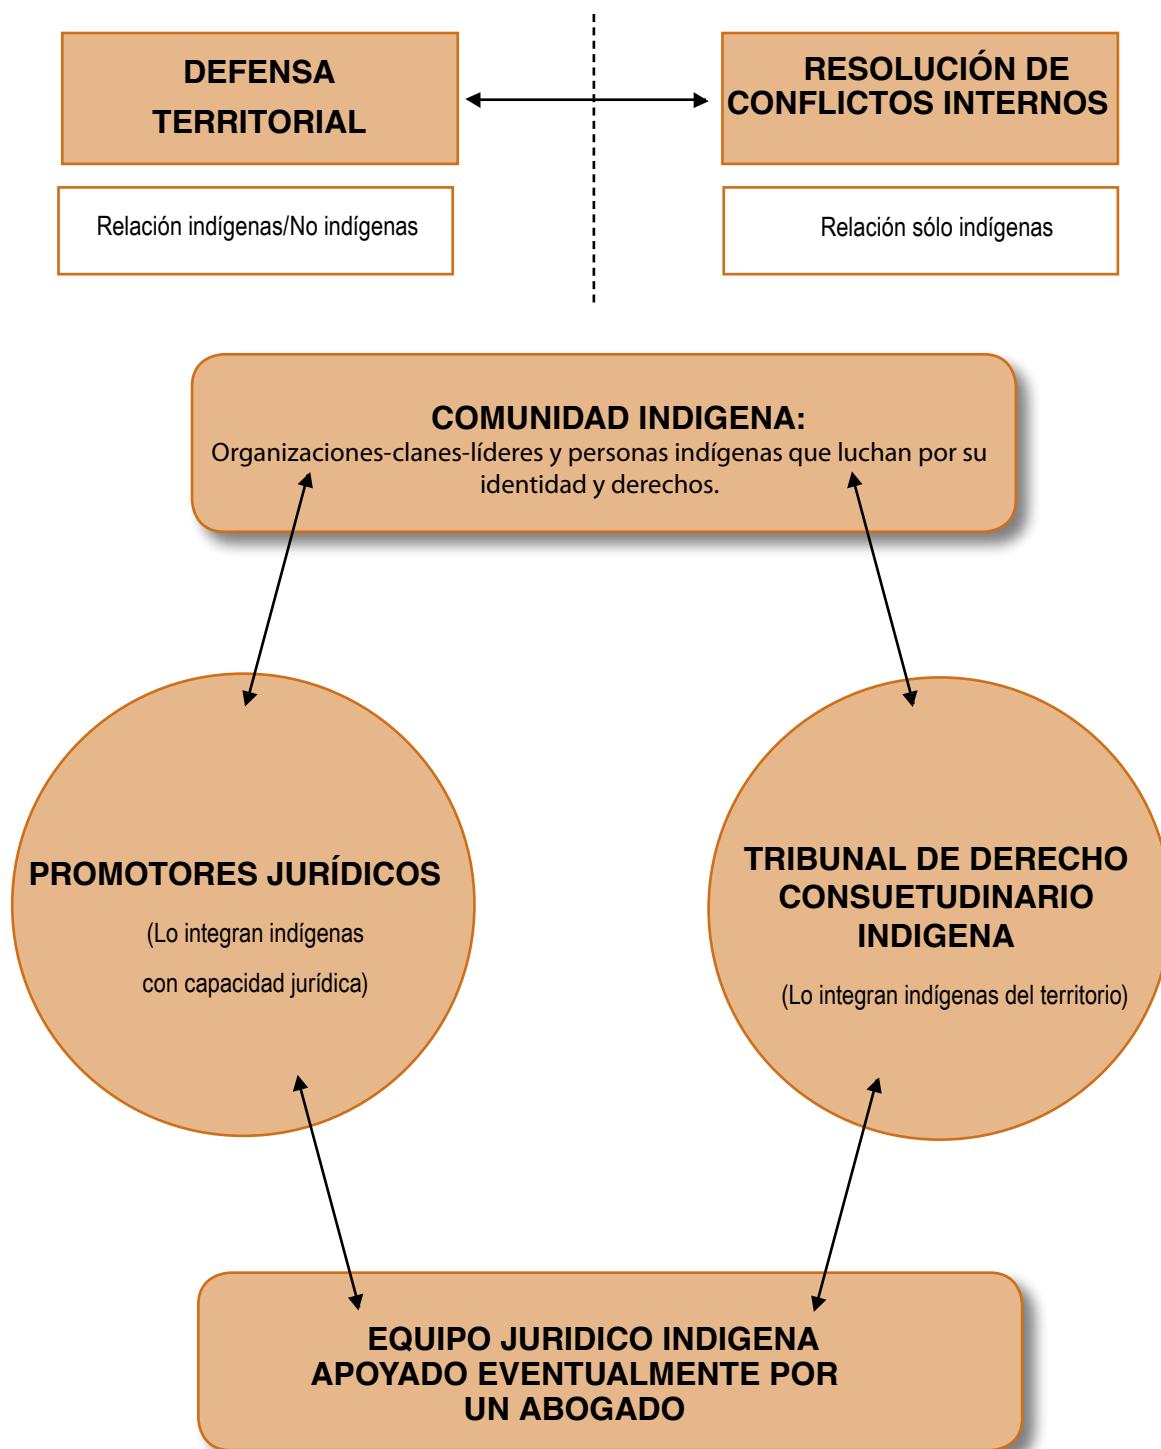 DEFENSA
TERRITORIAL
RESOLUCIÓN DE
CONFLICTOS INTERNOS
Relación indígenas/No indígenas
Relación sólo indígenas
COMUNIDAD INDIGENA:
Organizaciones-clanes-líderes y personas indígenas que luchan por su
identidad y derechos.
PROMOTORES JURÍDICOS
(Lo integran indígenas
con capacidad jurídica)
TRIBUNAL DE DERECHO
CONSUETUDINARIO
INDIGENA
(Lo integran indígenas del territorio)
EQUIPO JURIDICO INDIGENA
APOYADO EVENTUALMENTE POR
UN ABOGADO